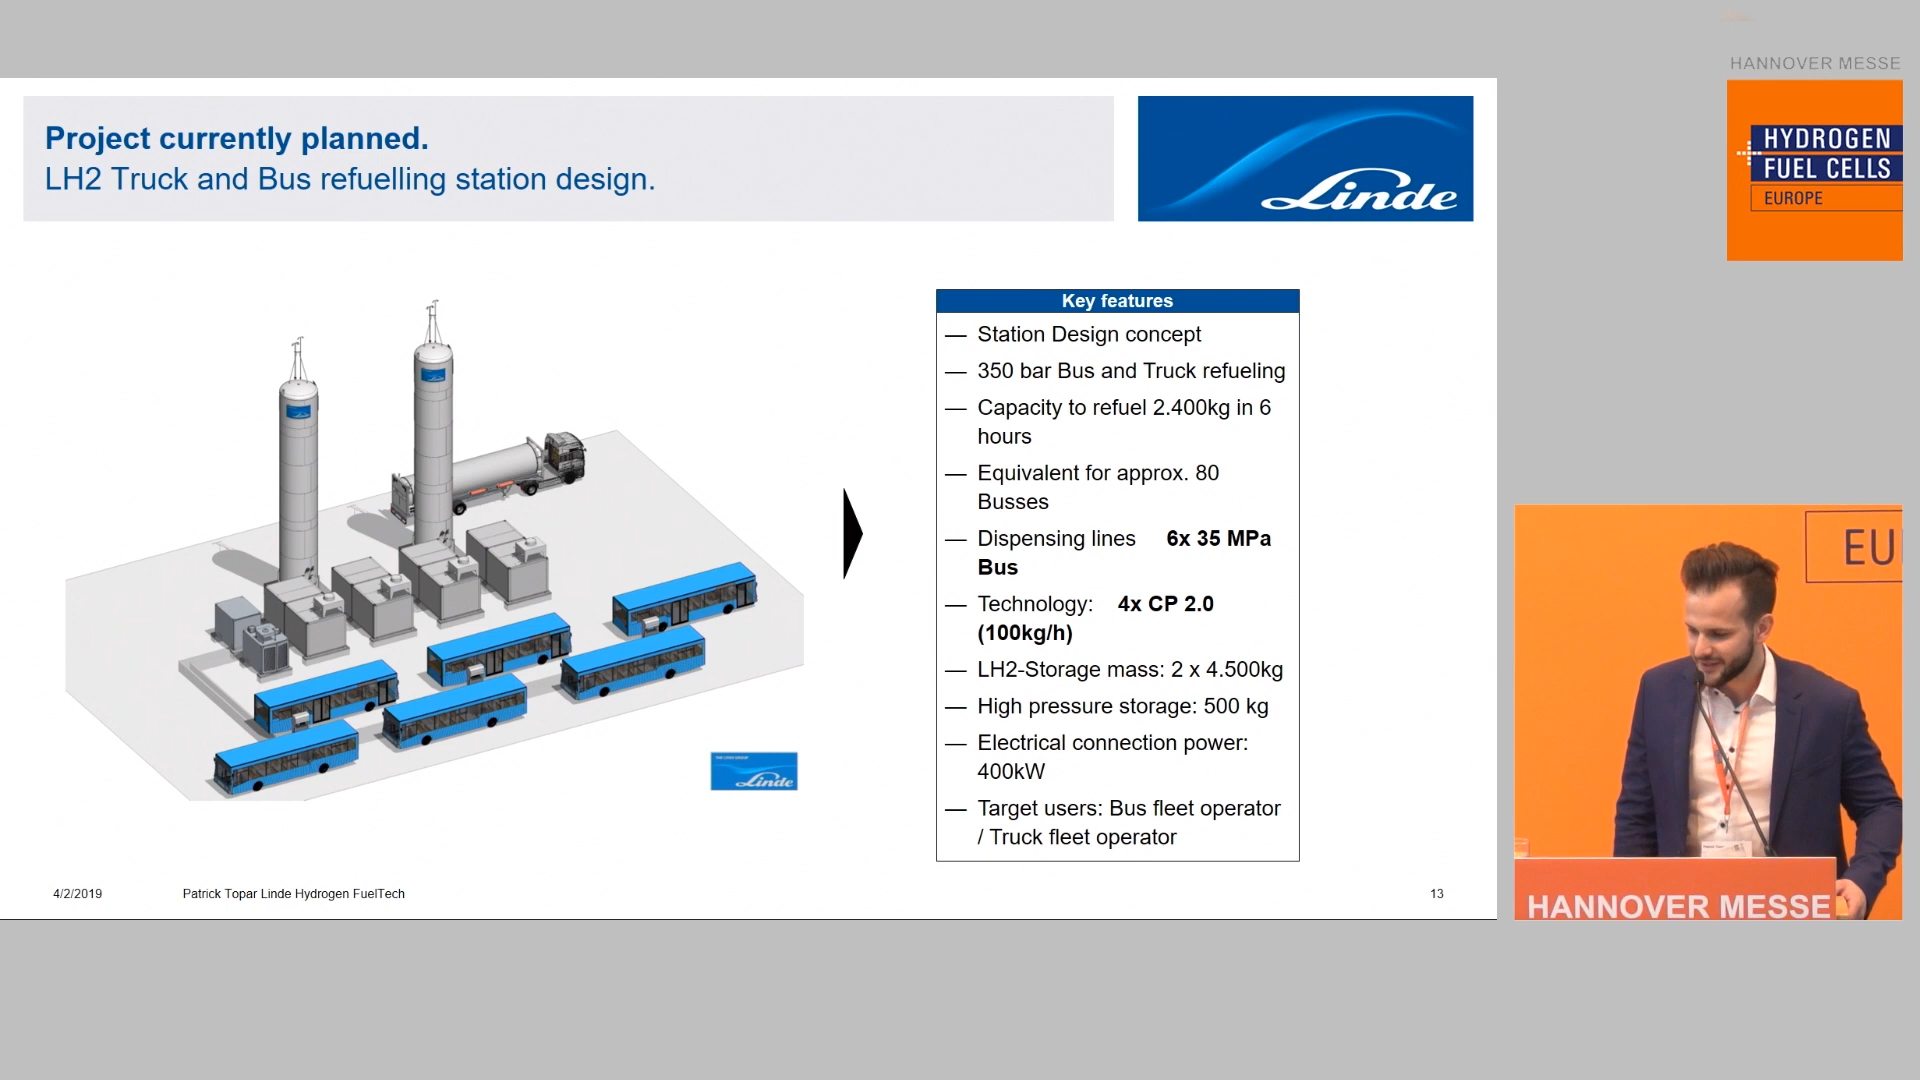 HANNOVER MESSE
HYDROGEN
FUEL CELLS
EUROPE
Project currently planned.
LH2 Truck and Bus refuelling station design.
Linde
Key features
— Station Design concept
— 350 bar Bus and Truck refueling
— Capacity to refuel 2.400kg in 6
hours
— Equivalent for approx. 80
Busses
— Dispensing lines 6x 35 MPa
Bus
— Technology: 4x CP 2.0
(100kg/h)
— LH2-Storage mass: 2 x 4.500kg
— High pressure storage: 500 kg
— Electrical connection power:
400kW
— Target users: Bus fleet operator
/ Truck fleet operator
Linde
4/2/2019
Patrick Topar Linde Hydrogen FuelTech
13
EU
HANNOVER MESSE